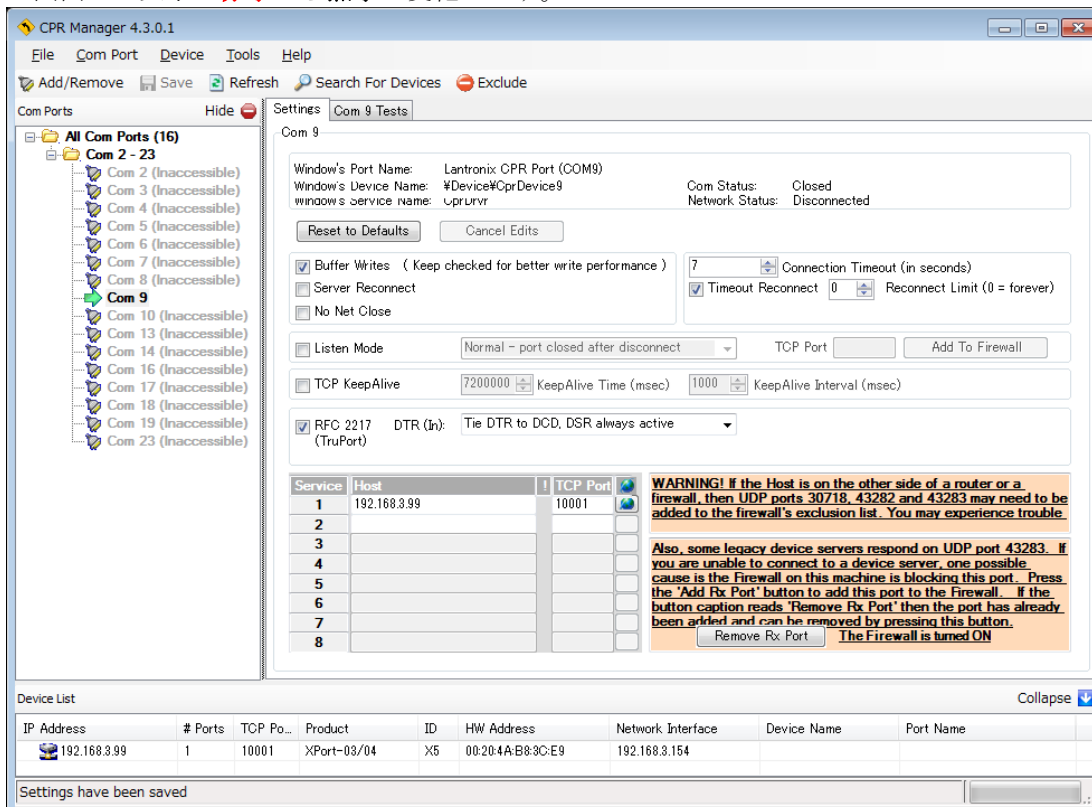 CPR Manager 4.3.0.1
File Com Port Device Tools Help
Add/Remove Save Refresh Search For Devices Exclude
Com Ports Hide
All Com Ports (16)
Com 2 - 23
Com 2 (Inaccessible)
Com 3 (Inaccessible)
Com 4 (Inaccessible)
Com 5 (Inaccessible)
Com 6 (Inaccessible)
Com 7 (Inaccessible)
Com 8 (Inaccessible)
Com 9
Com 10 (Inaccessible)
Com 13 (Inaccessible)
Com 14 (Inaccessible)
Com 16 (Inaccessible)
Com 17 (Inaccessible)
Com 18 (Inaccessible)
Com 19 (Inaccessible)
Com 23 (Inaccessible)
Settings Com 9 Tests
Com 9
Window's Port Name: Lantronix CPR Port (COM9)
Window's Device Name: ¥Device¥CprDevice9 Com Status: Closed
Window's Service Name: CprDrvr Network Status: Disconnected
Reset to Defaults Cancel Edits
Buffer Writes ( Keep checked for better write performance )
Server Reconnect
No Net Close
7 Connection Timeout (in seconds)
Timeout Reconnect 0 Reconnect Limit (0 = forever)
Listen Mode Normal - port closed after disconnect TCP Port Add To Firewall
TCP KeepAlive 7200000 KeepAlive Time (msec) 1000 KeepAlive Interval (msec)
RFC 2217 DTR (In): Tie DTR to DCD, DSR always active
(TruPort)
Service Host ! TCP Port
1 192.168.3.99 10001
2
3
4
5
6
7
8
WARNING! If the Host is on the other
side of a router or a
firewall, then UDP ports 30718, 43282 and 43283 may need to be
added to the firewall's exclusion list. You may experience trouble
Also, some legacy device servers respond on UDP port 43283. If
you are unable to connect to a device server, one possible
cause is the Firewall on this machine is blocking this port. Press
the 'Add Rx Port' button to add this port to the Firewall. If the
button caption reads 'Remove Rx Port' then the port has already
been added and can be removed by pressing this button.
Remove Rx Port The Firewall is turned ON
Device List Collapse
IP Address # Ports TCP Po... Product ID HW Address Network Interface Device Name Port Name
192.168.3.99 1 10001 XPort-03/04 X5 00:20:4A:B8:3C:E9 192.168.3.154
Settings have been saved